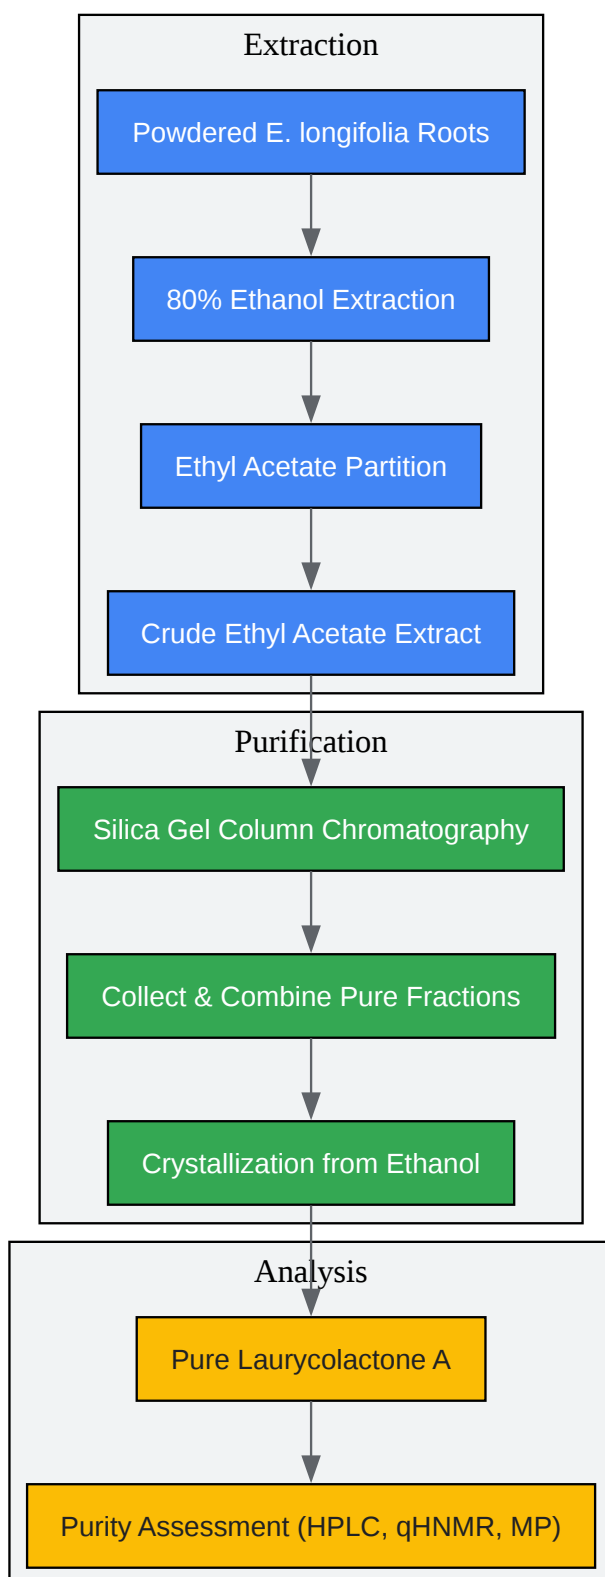 Extraction
Powdered E. longifolia Roots
80% Ethanol Extraction
Ethyl Acetate Partition
Crude Ethyl Acetate Extract
Purification
Silica Gel Column Chromatography
Collect & Combine Pure Fractions
Crystallization from Ethanol
Analysis
Pure Laurycolactone A
Purity Assessment (HPLC, qHNMR, MP)